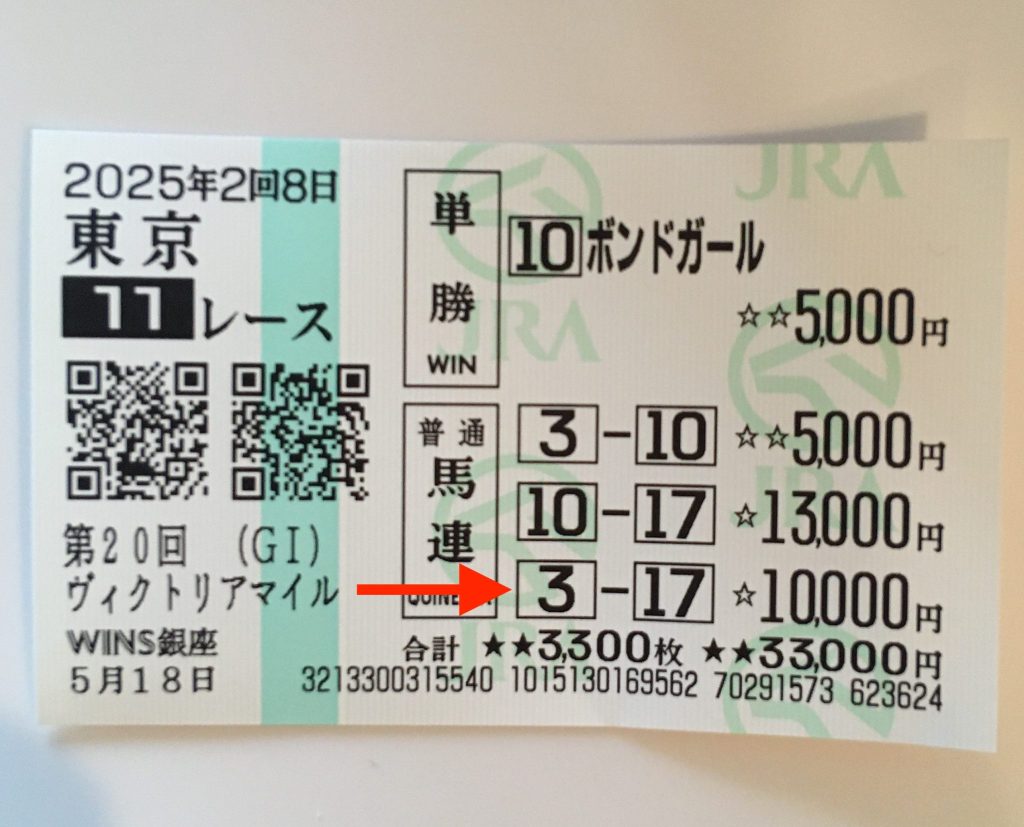 2025年2回8日
東京
11レース
第20回 (GI)
ヴィクトリアマイル
WINS銀座
5月18日
単勝
WIN
10 ボンドガール
☆☆5,000円
普通
馬連
3-10 ☆☆5,000円
10-17 ☆13,000円
3-17 ☆10,000円
合計 ★★3,300枚 ★★33,000円
3213300315540 1015130169562 70291573 623624
JRA
JRA
JRA